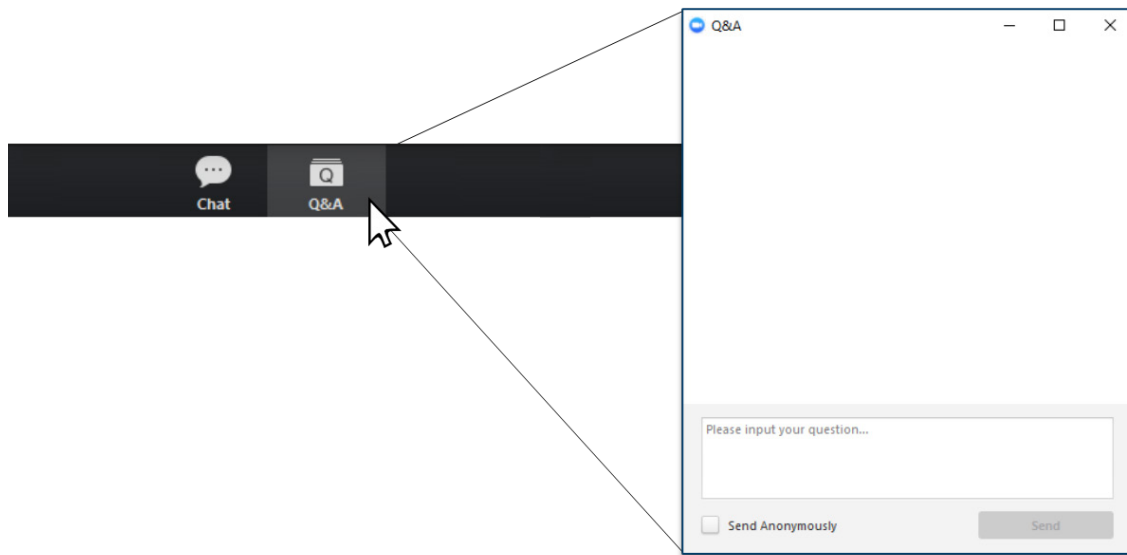 Q&A
Chat
Q
Q&A
Please input your question...
Send Anonymously
Send